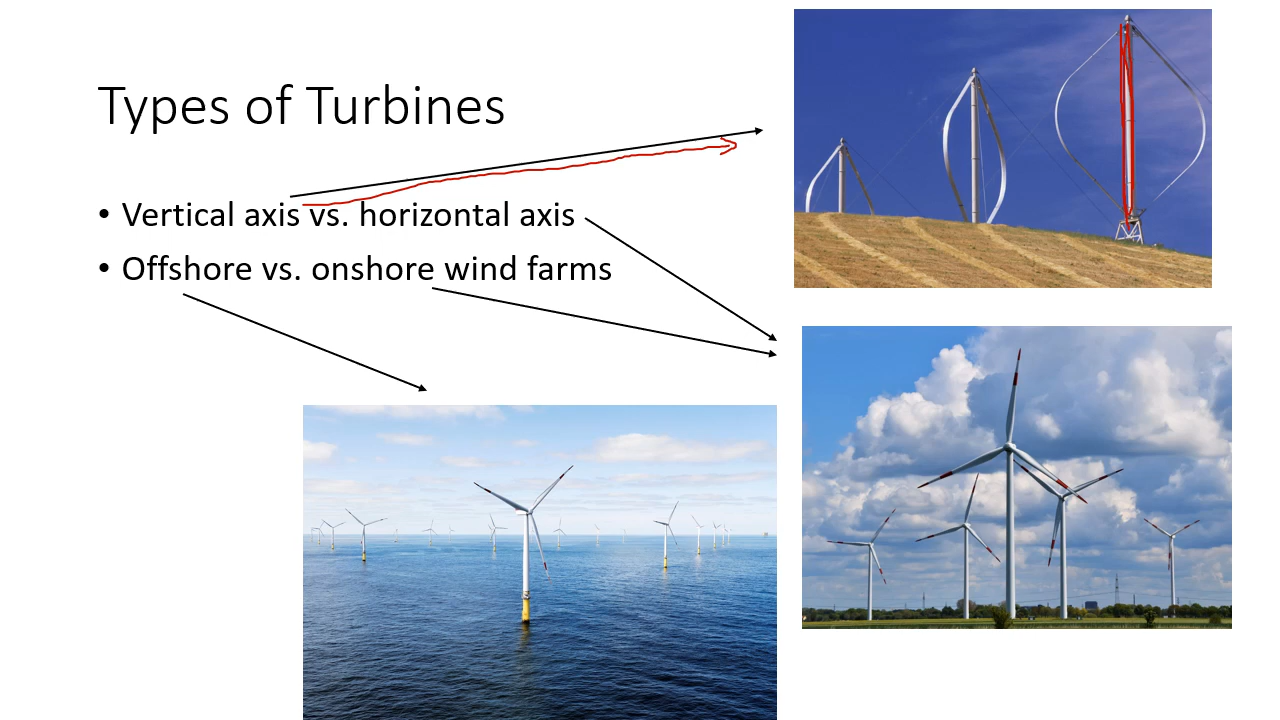 Types of Turbines
• Vertical axis vs. horizontal axis
• Offshore vs. onshore wind farms